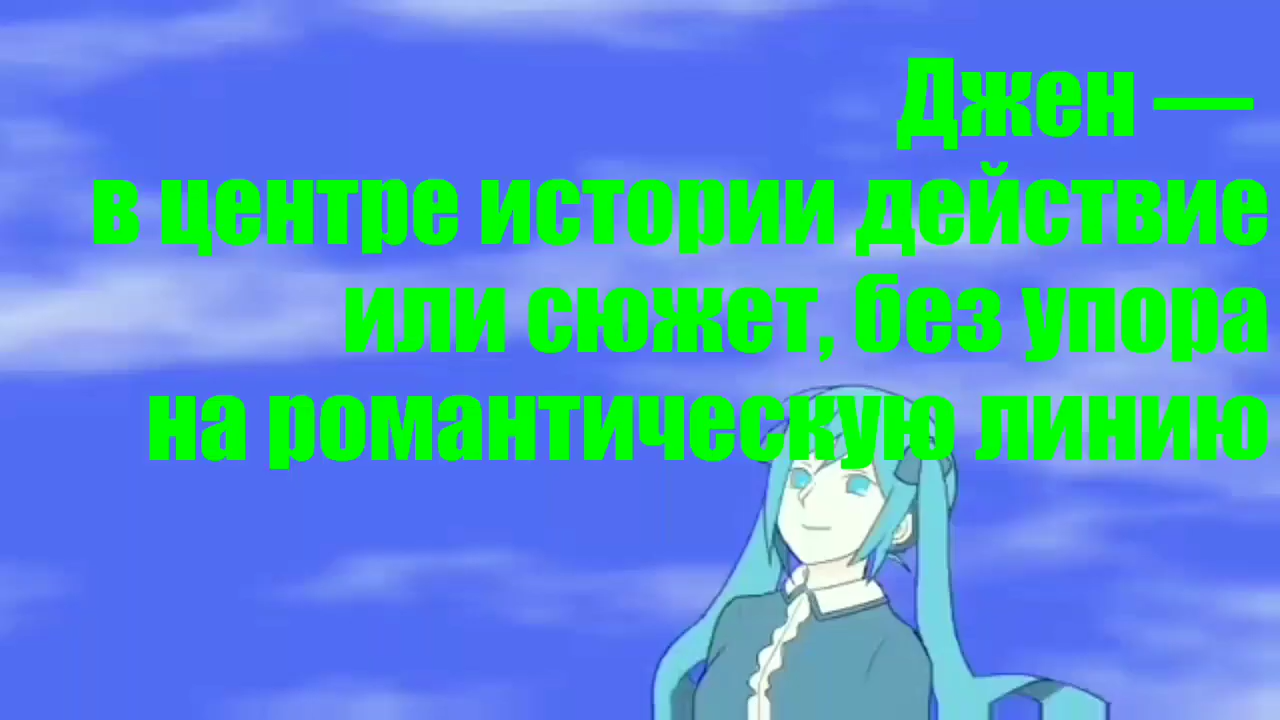 Джен —
в центре истории действие
или сюжет, без упора
на романтическую линию